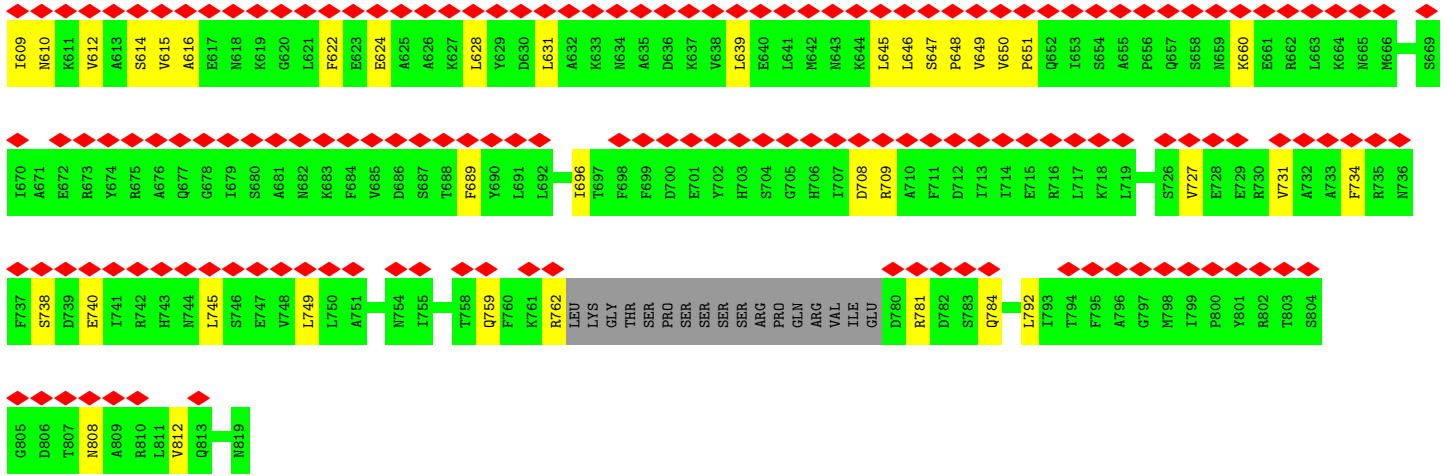 I609 N610 K611 V612 A613 S614 V615 A616 E617 N618 K619 G620 L621 F622 E623 E624 A625 A626 K627 L628 Y629 D630 L631 A632 K633 N634 A635 D636 K637 V638 L639 E640 L641 M642 N643 K644 L645 L646 S647 P648 V649 V650 P651 Q652 I653 S654 A655 P656 Q657 S658 N659 K660 E661 R662 L663 K664 N665 M666 S669
I670 A671 E672 R673 Y674 R675 A676 Q677 G678 I679 S680 A681 N682 K683 F684 V685 D686 S687 T688 F689 Y690 L691 L692 I696 T697 F698 F699 D700 E701 Y702 H703 S704 G705 H706 I707 D708 R709 A710 F711 D712 I713 I714 E715 R716 L717 K718 L719 S726 V727 E728 E729 R730 V731 A732 A733 F734 R735 N736
F737 S738 D739 E740 I741 R742 H743 N744 L745 S746 E747 V748 L749 L750 A751 N754 I755 T758 Q759 F760 K761 R762 LEU LYS GLY THR SER PRO SER SER SER SER ARG PRO GLN ARG VAL ILE GLU D780 R781 D782 S783 Q784 L792 I793 T794 F795 A796 G797 M798 I799 P800 Y801 R802 T803 S804
G805 D806 T807 N808 A809 R810 L811 V812 Q813 N819